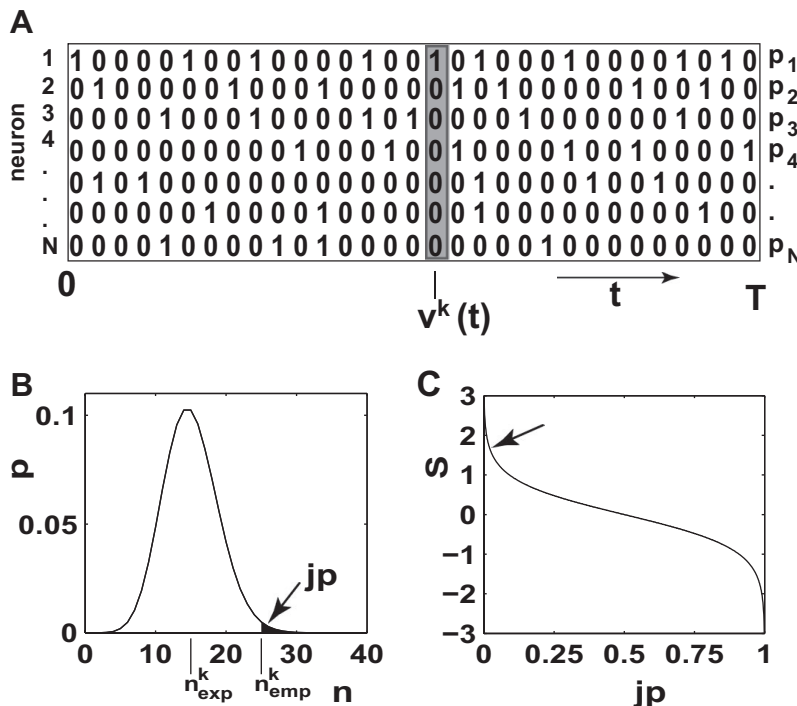 A
1 1 0 0 0 0 1 0 0 1 0 0 0 0 1 0 0 1 0 1 0 0 0 1 0 0 0 0 1 0 1 0 p1
2 0 1 0 0 0 0 0 1 0 0 0 1 0 0 0 0 0 1 0 1 0 0 0 0 0 1 0 0 1 0 0 p2
3 0 0 0 0 1 0 0 0 1 0 0 0 0 1 0 1 0 0 0 0 1 0 0 0 0 0 0 1 0 0 0 p3
4 0 0 0 0 0 0 0 0 0 0 1 0 0 0 1 0 0 1 0 0 0 0 1 0 0 1 0 0 0 0 1 p4
. 0 1 0 1 0 0 0 0 0 0 0 0 0 0 0 0 0 0 1 0 0 0 0 1 0 0 1 0 0 0 0 .
. 0 0 0 0 0 0 1 0 0 0 0 1 0 0 0 0 0 0 1 0 0 0 0 0 0 0 0 0 1 0 0 .
N 0 0 0 0 1 0 0 0 0 1 0 1 0 0 0 0 0 0 0 0 0 1 0 0 0 0 0 0 0 0 0 pN
neuron
0 t T
v^k (t)
B
p
0.1
0.05
0
jp
0 10 20 30 40
n^k_exp n^k_emp n
C
S
3
2
1
0
−1
−2
−3
0 0.25 0.5 0.75 1
jp